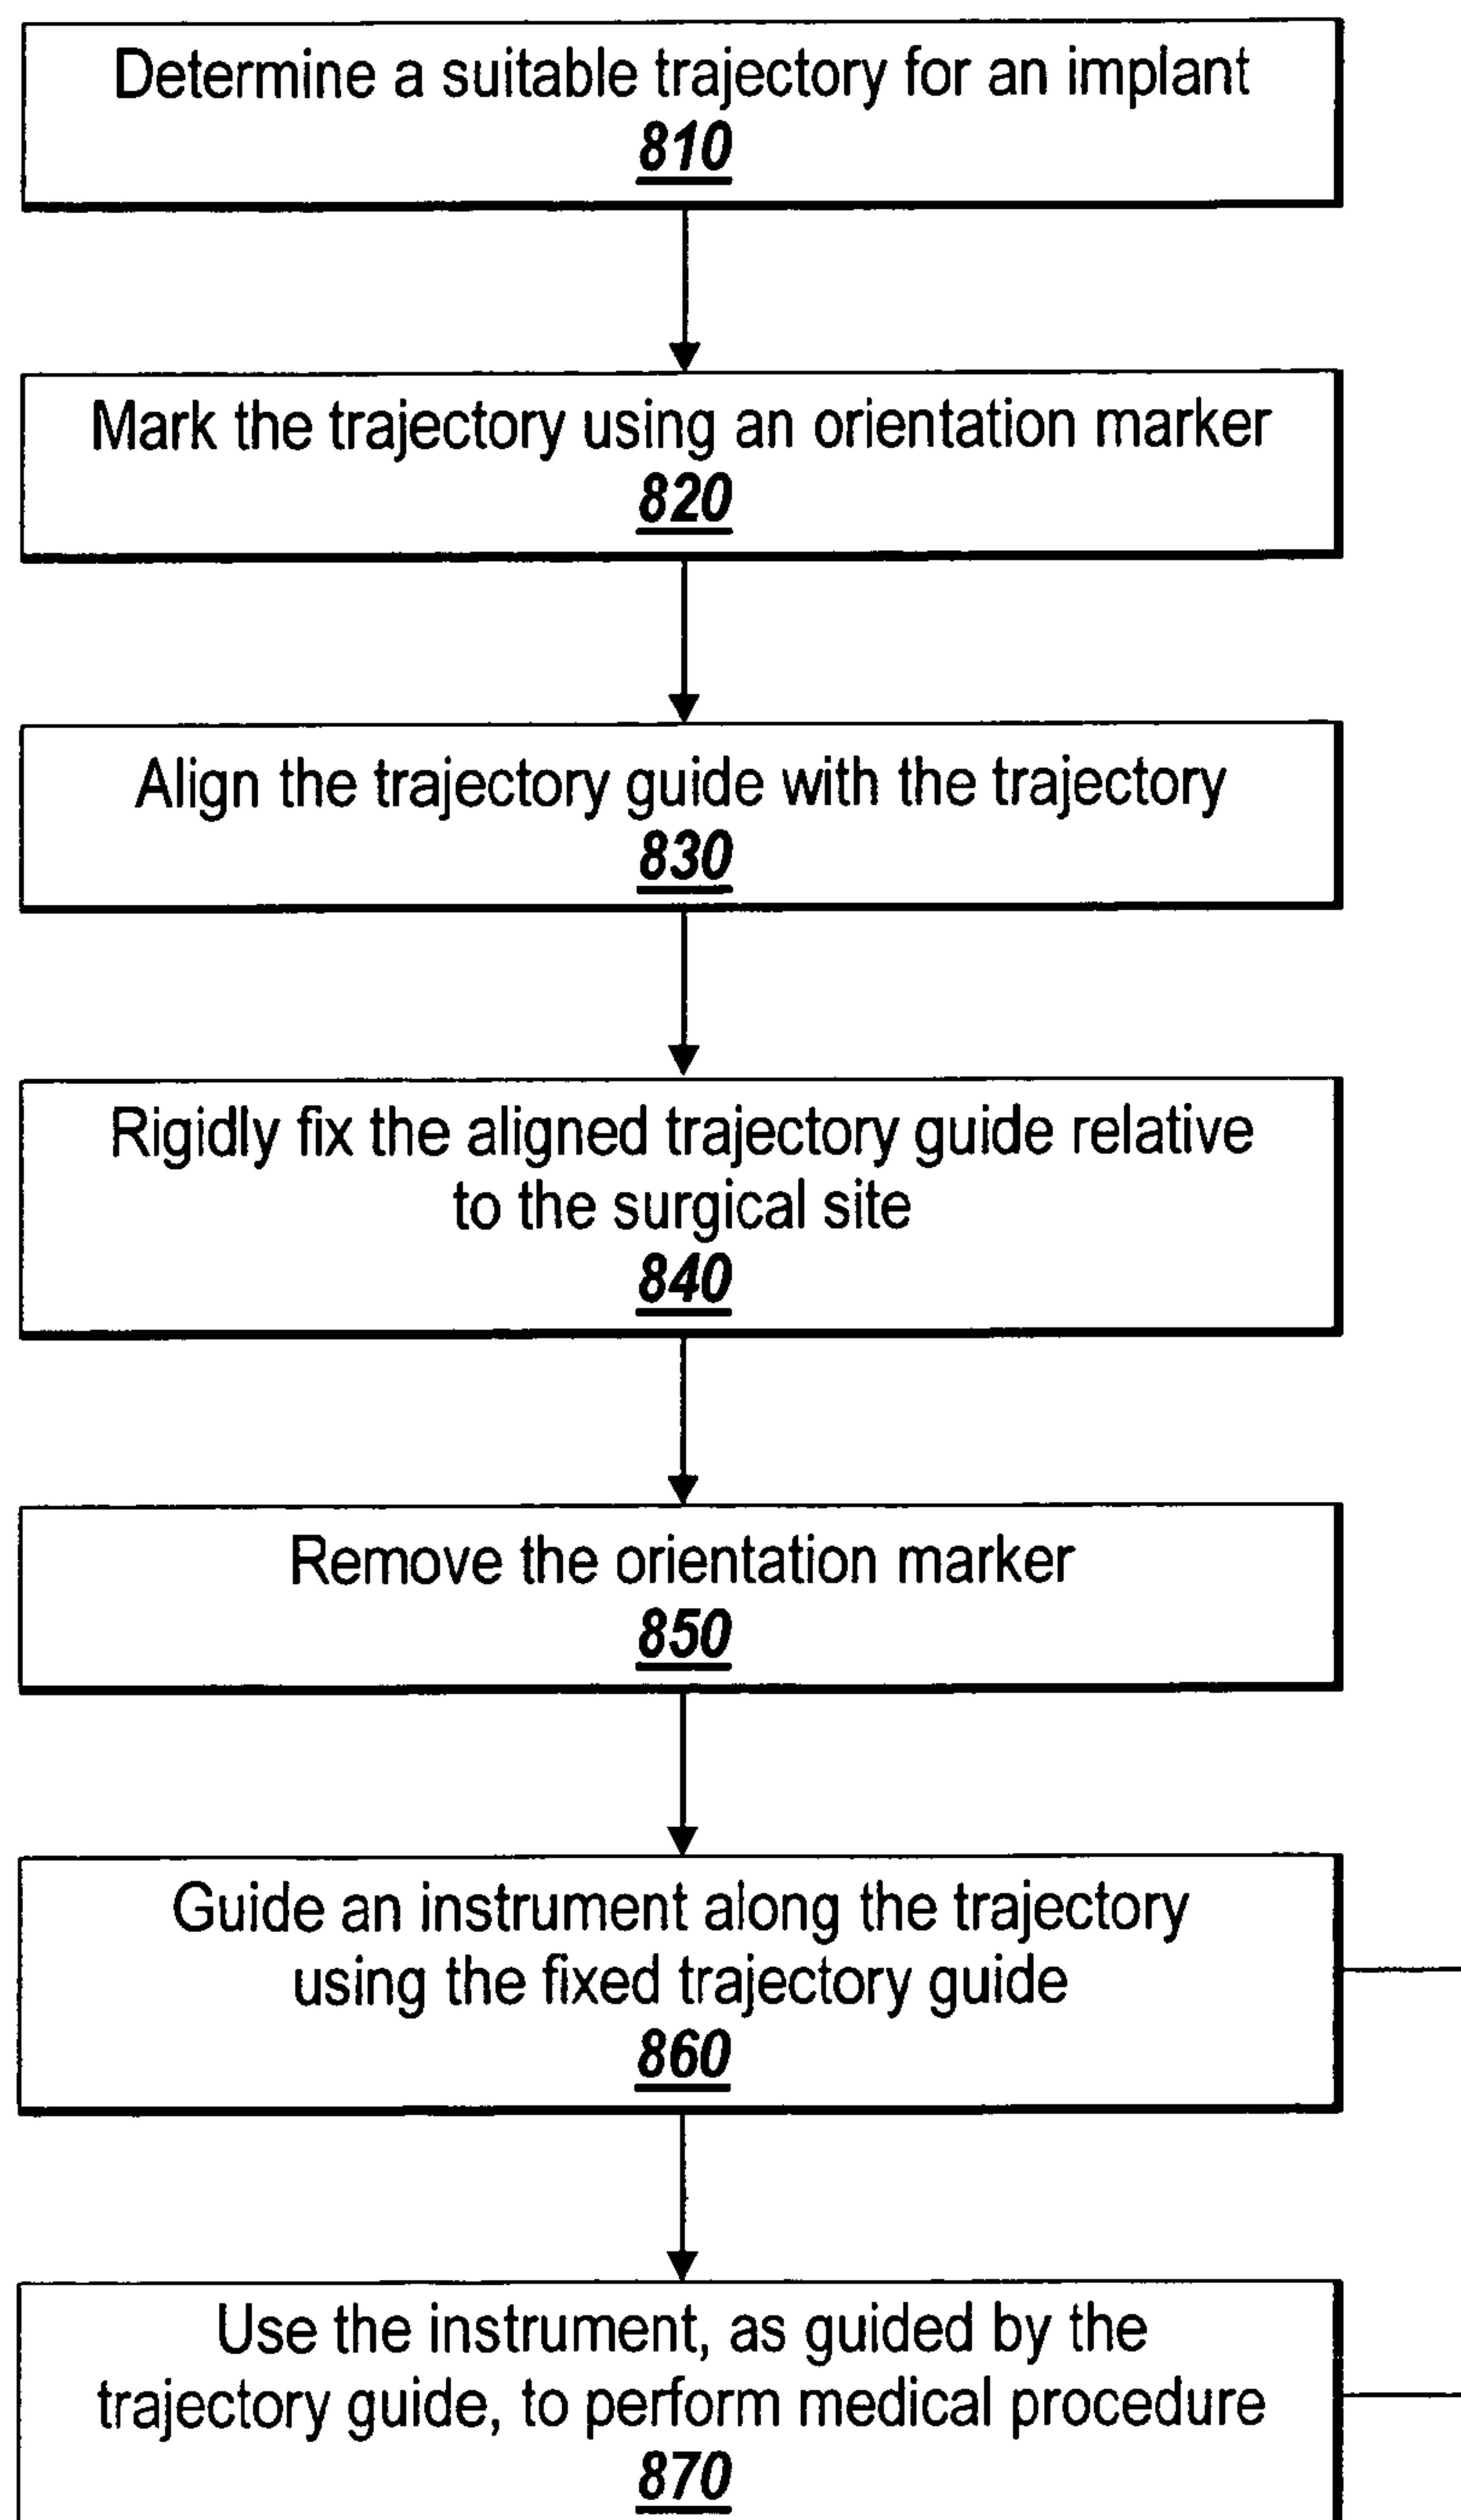 Determine a suitable trajectory for an implant
810
Mark the trajectory using an orientation marker
820
Align the trajectory guide with the trajectory
830
Rigidly fix the aligned trajectory guide relative
to the surgical site
840
Remove the orientation marker
850
Guide an instrument along the trajectory
using the fixed trajectory guide
860
Use the instrument, as guided by the
trajectory guide, to perform medical procedure
870